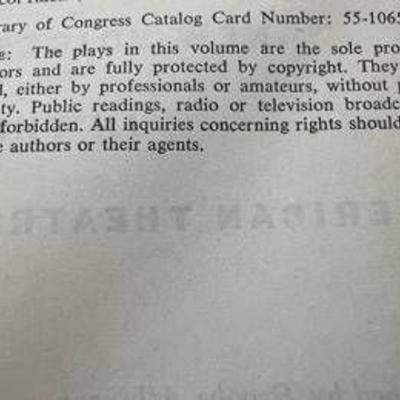 rary of Congress Catalog Card Number: 55-1065
e: The plays in this volume are the sole pro
ors and are fully protected by copyright. They
l, either by professionals or amateurs, without p
ty. Public readings, radio or television broadc
forbidden. All inquiries concerning rights should
e authors or their agents.
ERICAN THEATR